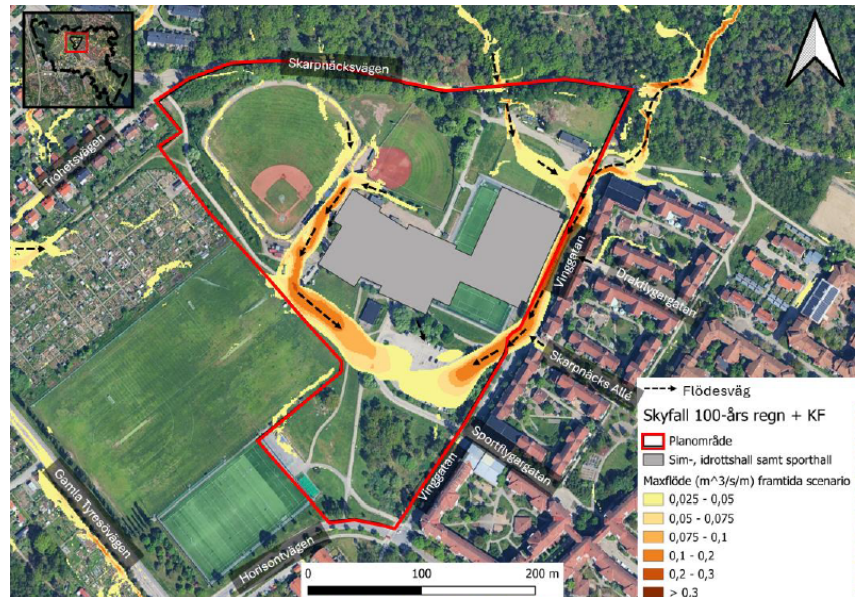 Skarpnäcksvägen
Trohetsvägen
Vinggatan
Drakflygargatan
Skarpnäcks Allé
Sportflygargatan
Vinggatan
Gamla Tyresövägen
Horisontvägen
0 100 200 m
Flödesväg
Skyfall 100-års regn + KF
Planområde
Sim-, idrottshall samt sporthall
Maxflöde (m^3/s/m) framtida scenario
0,025 - 0,05
0,05 - 0,075
0,075 - 0,1
0,1 - 0,2
0,2 - 0,3
> 0,3